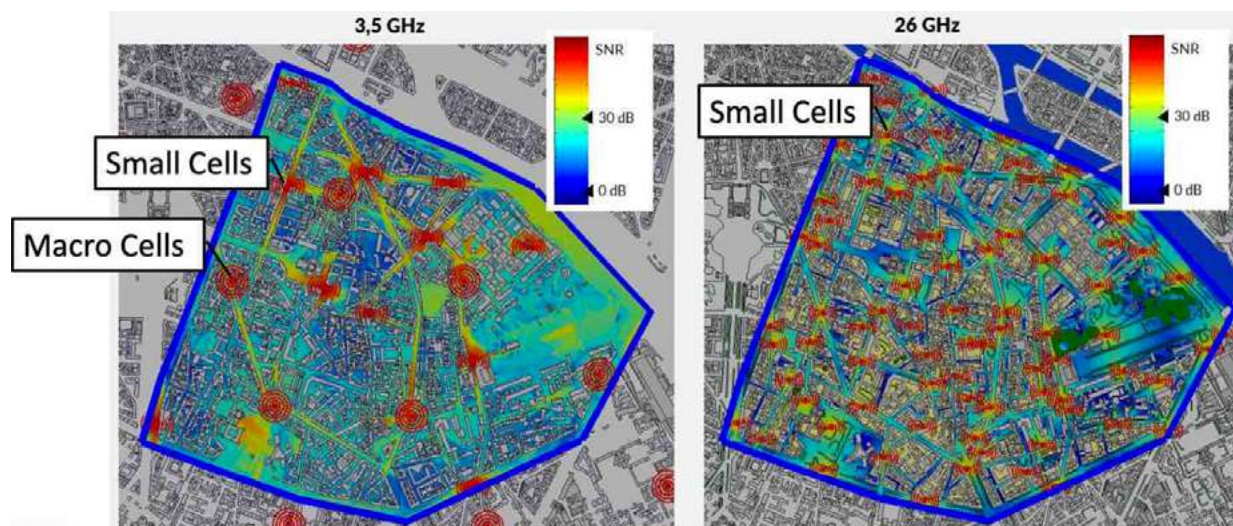 3,5 GHz
26 GHz
SNR
30 dB
0 dB
Small Cells
Macro Cells
SNR
30 dB
0 dB
Small Cells